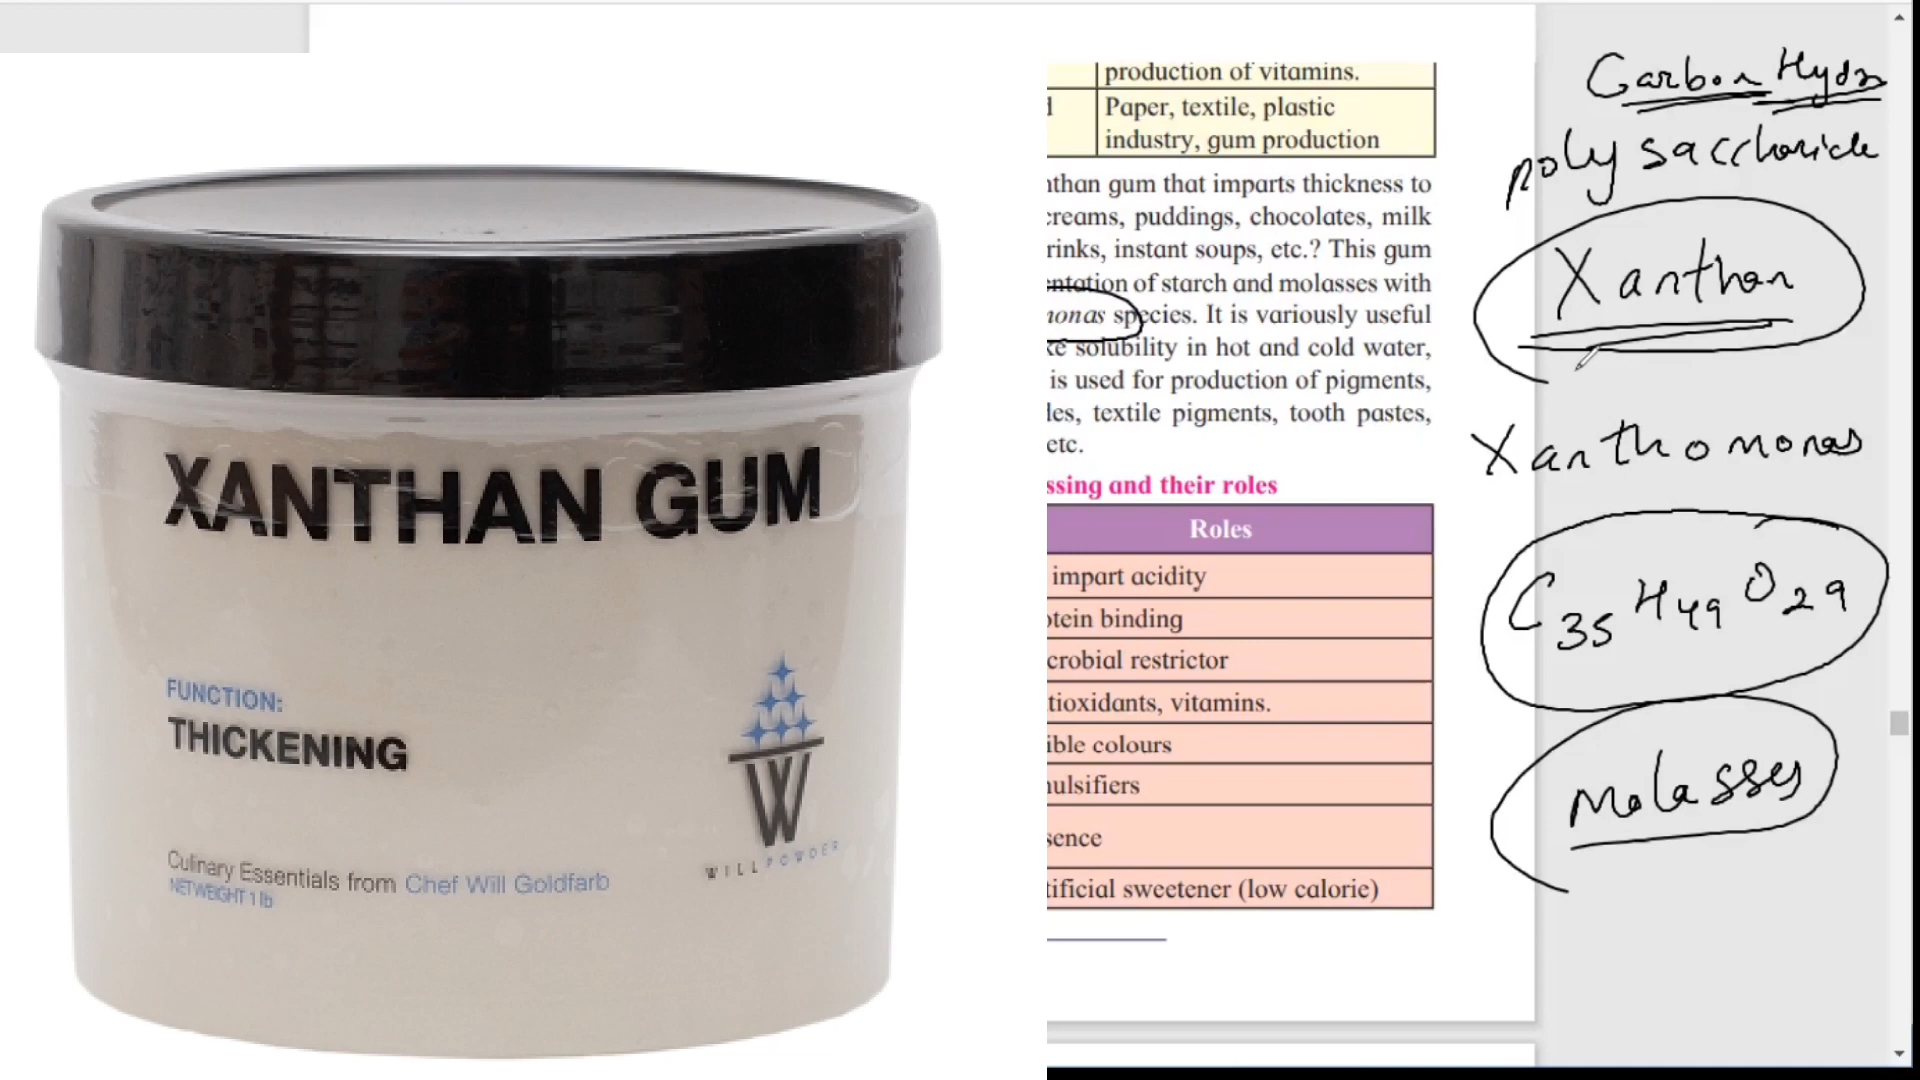 XANTHAN GUM
FUNCTION:
THICKENING
WILLPOWDER
Culinary Essentials from Chef Will Goldfarb
NETWEIGHT 1 lb
production of vitamins.
Paper, textile, plastic
industry, gum production
than gum that imparts thickness to
creams, puddings, chocolates, milk
rinks, instant soups, etc.? This gum
ntation of starch and molasses with
monas species. It is variously useful
ke solubility in hot and cold water,
is used for production of pigments,
les, textile pigments, tooth pastes,
etc.
ssing and their roles
Roles
impart acidity
otein binding
crobial restrictor
tioxidants, vitamins.
ible colours
ulsifiers
sence
tificial sweetener (low calorie)
Carbon Hydro
poly saccharide
Xanthan
Xanthomonas
C35 H49 O29
Molasses